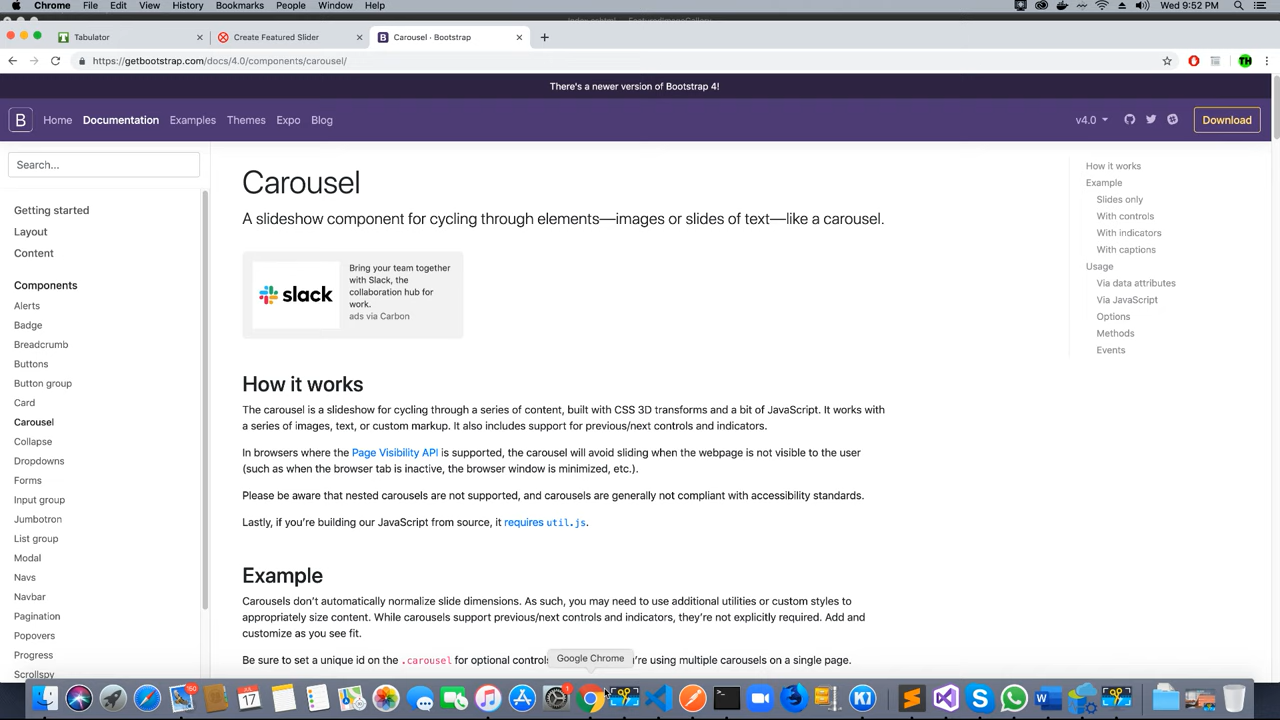 Chrome File Edit View History Bookmarks People Window Help Wed 9:52 PM
Tabulator
Create Featured Slider
Carousel · Bootstrap
https://getbootstrap.com/docs/4.0/components/carousel/
TH
There's a newer version of Bootstrap 4!
B Home Documentation Examples Themes Expo Blog v4.0 Download
Search...
Getting started
Layout
Content
Components
Alerts
Badge
Breadcrumb
Buttons
Button group
Card
Carousel
Collapse
Dropdowns
Forms
Input group
Jumbotron
List group
Modal
Navs
Navbar
Pagination
Popovers
Progress
Scrollspy
Carousel
A slideshow component for cycling through elements—images or slides of text—like a carousel.
slack
Bring your team together
with Slack, the
collaboration hub for
work.
ads via Carbon
How it works
The carousel is a slideshow for cycling through a series of content, built with CSS 3D transforms and a bit of JavaScript. It works with
a series of images, text, or custom markup. It also includes support for previous/next controls and indicators.
In browsers where the Page Visibility API is supported, the carousel will avoid sliding when the webpage is not visible to the user
(such as when the browser tab is inactive, the browser window is minimized, etc.).
Please be aware that nested carousels are not supported, and carousels are generally not compliant with accessibility standards.
Lastly, if you're building our JavaScript from source, it requires util.js.
Example
Carousels don't automatically normalize slide dimensions. As such, you may need to use additional utilities or custom styles to
appropriately size content. While carousels support previous/next controls and indicators, they're not explicitly required. Add and
customize as you see fit.
Be sure to set a unique id on the .carousel for optional controls 're using multiple carousels on a single page.
How it works
Example
Slides only
With controls
With indicators
With captions
Usage
Via data attributes
Via JavaScript
Options
Methods
Events
Google Chrome
17
1